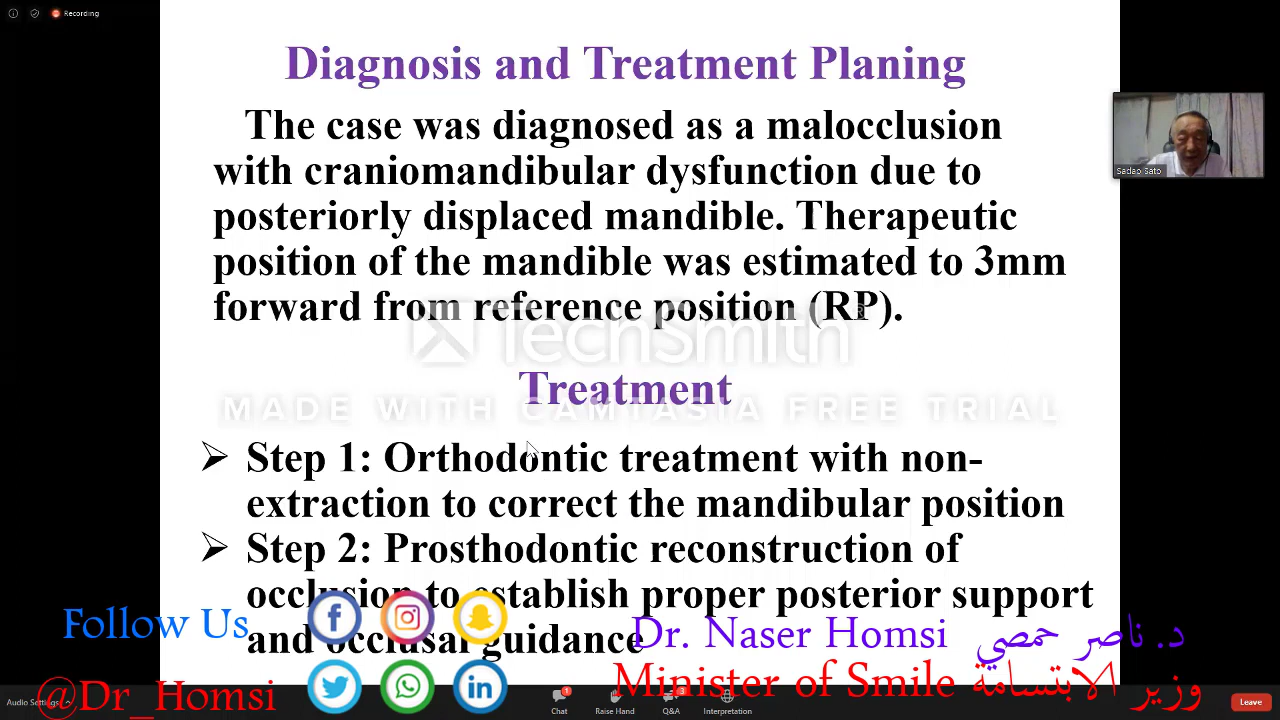 Recording
Diagnosis and Treatment Planing
The case was diagnosed as a malocclusion
with craniomandibular dysfunction due to
posteriorly displaced mandible. Therapeutic
position of the mandible was estimated to 3mm
forward from reference position (RP).
Sadao Sato
TechSmith®
Treatment
MADE WITH CAMTASIA FREE TRIAL
➢ Step 1: Orthodontic treatment with non-
extraction to correct the mandibular position
➢ Step 2: Prosthodontic reconstruction of
occlusion to establish proper posterior support
and occlusal guidance
Follow Us
@Dr_Homsi
Dr. Naser Homsi د. ناصر حمصي
Minister of Smile وزير الابتسامة
Audio Settings
Chat 1
Raise Hand
Q&A 3
Interpretation
Leave